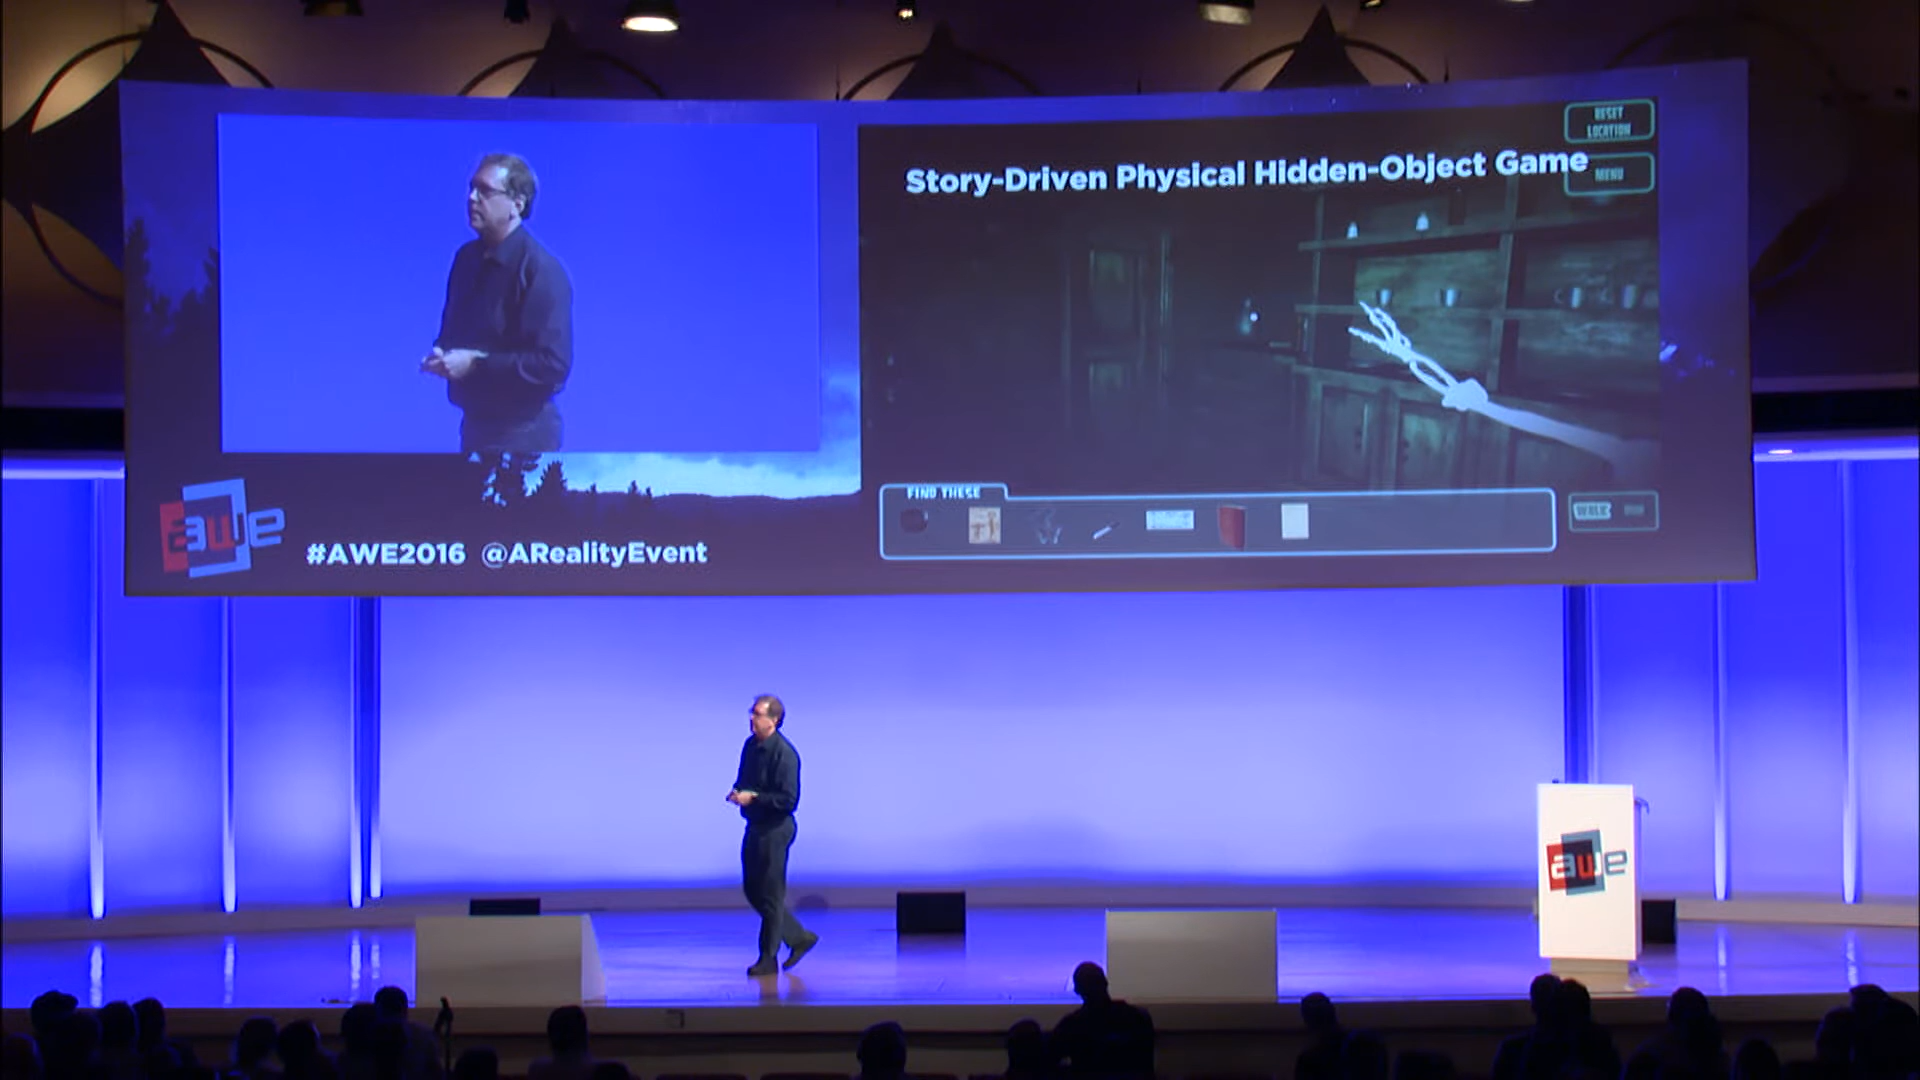 RESET
LOCATION
Story-Driven Physical Hidden-Object Game
MENU
FIND THESE
WALK
awe
#AWE2016 @ARealityEvent
awe